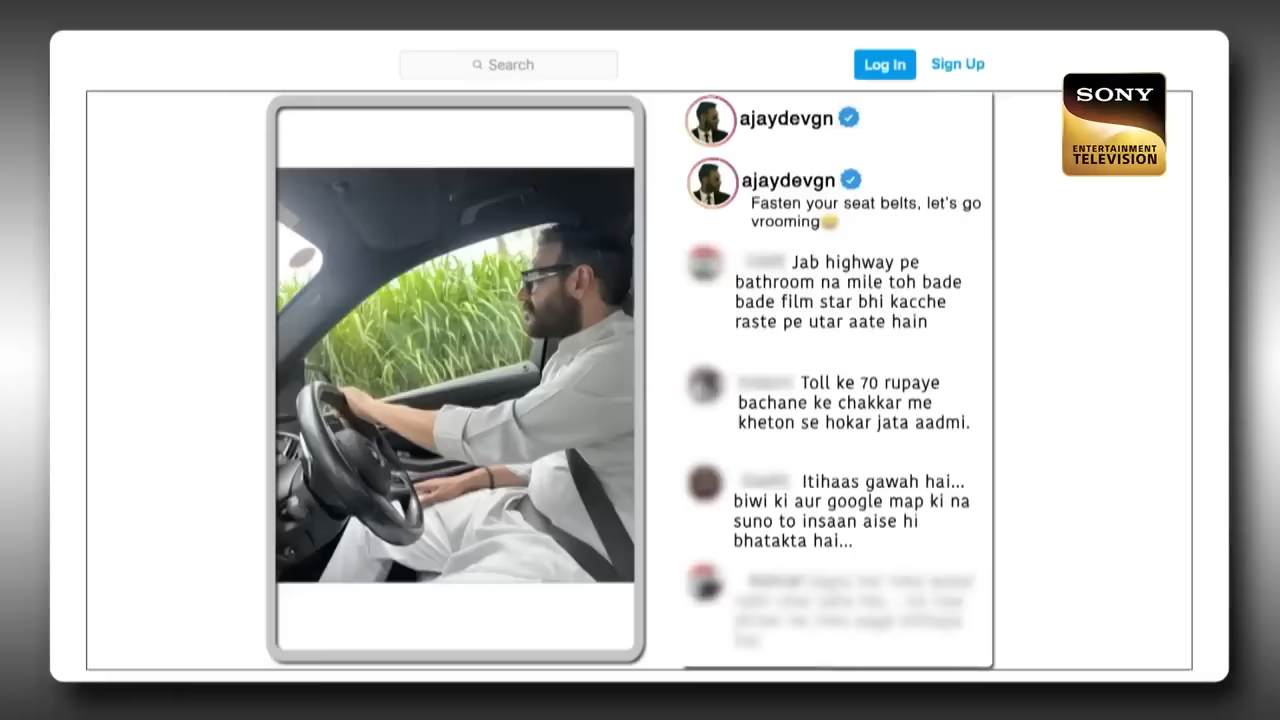 Search
Log In
Sign Up
SONY
ENTERTAINMENT
TELEVISION
ajaydevgn
ajaydevgn
Fasten your seat belts, let's go
vrooming
Jab highway pe
bathroom na mile toh bade
bade film star bhi kacche
raste pe utar aate hain
Toll ke 70 rupaye
bachane ke chakkar me
kheton se hokar jata aadmi.
Itihaas gawah hai...
biwi ki aur google map ki na
suno to insaan aise hi
bhatakta hai...